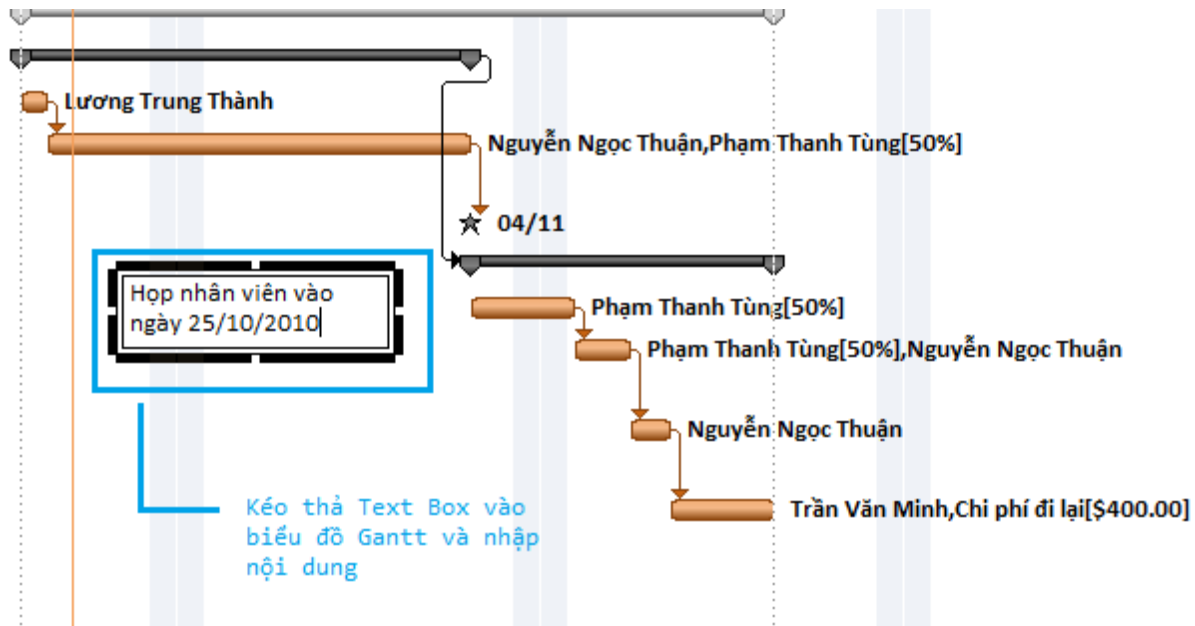 Lương Trung Thành
Nguyễn Ngọc Thuận,Phạm Thanh Tùng[50%]
04/11
Họp nhân viên vào
ngày 25/10/2010
Phạm Thanh Tùng[50%]
Phạm Thanh Tùng[50%],Nguyễn Ngọc Thuận
Nguyễn Ngọc Thuận
Trần Văn Minh,Chi phí đi lại[$400.00]
Kéo thả Text Box vào
biểu đồ Gantt và nhập
nội dung